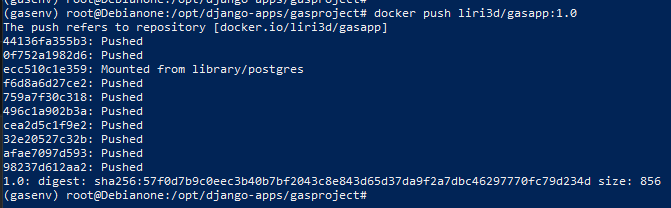 (gasenv) root@Debianone:/opt/django-apps/gasproject#
(gasenv) root@Debianone:/opt/django-apps/gasproject# docker push liri3d/gasapp:1.0
The push refers to repository [docker.io/liri3d/gasapp]
44136fa355b3: Pushed
0f752a1982d6: Pushed
ecc510c1e359: Mounted from library/postgres
f6d8a6d27ce2: Pushed
759a7f30c318: Pushed
496c1a902b3a: Pushed
cea2d5c1f9e2: Pushed
32e20527c32b: Pushed
afae7097d593: Pushed
98237d612aa2: Pushed
1.0: digest: sha256:57f0d7b9c0eec3b40b7bf2043c8e843d65d37da9f2a7dbc46297770fc79d234d size: 856
(gasenv) root@Debianone:/opt/django-apps/gasproject#